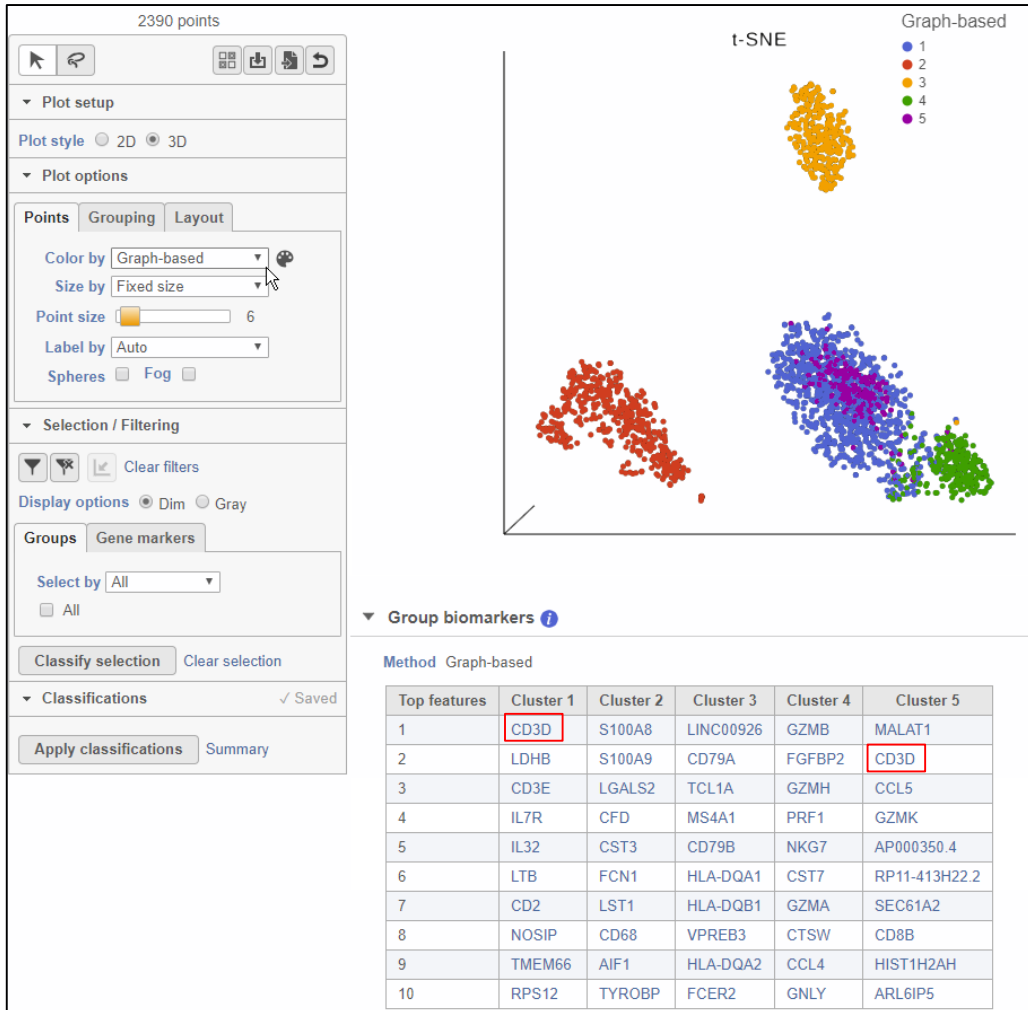 2390 points
Plot setup
Plot style 2D 3D
Plot options
Points Grouping Layout
Color by Graph-based
Size by Fixed size
Point size 6
Label by Auto
Spheres Fog
Selection / Filtering
Clear filters
Display options Dim Gray
Groups Gene markers
Select by All
All
Classify selection Clear selection
Classifications ✓ Saved
Apply classifications Summary
t-SNE
Graph-based
1
2
3
4
5
Group biomarkers i
Method Graph-based
Top features Cluster 1 Cluster 2 Cluster 3 Cluster 4 Cluster 5
1 CD3D S100A8 LINC00926 GZMB MALAT1
2 LDHB S100A9 CD79A FGFBP2 CD3D
3 CD3E LGALS2 TCL1A GZMH CCL5
4 IL7R CFD MS4A1 PRF1 GZMK
5 IL32 CST3 CD79B NKG7 AP000350.4
6 LTB FCN1 HLA-DQA1 CST7 RP11-413H22.2
7 CD2 LST1 HLA-DQB1 GZMA SEC61A2
8 NOSIP CD68 VPREB3 CTSW CD8B
9 TMEM66 AIF1 HLA-DQA2 CCL4 HIST1H2AH
10 RPS12 TYROBP FCER2 GNLY ARL6IP5